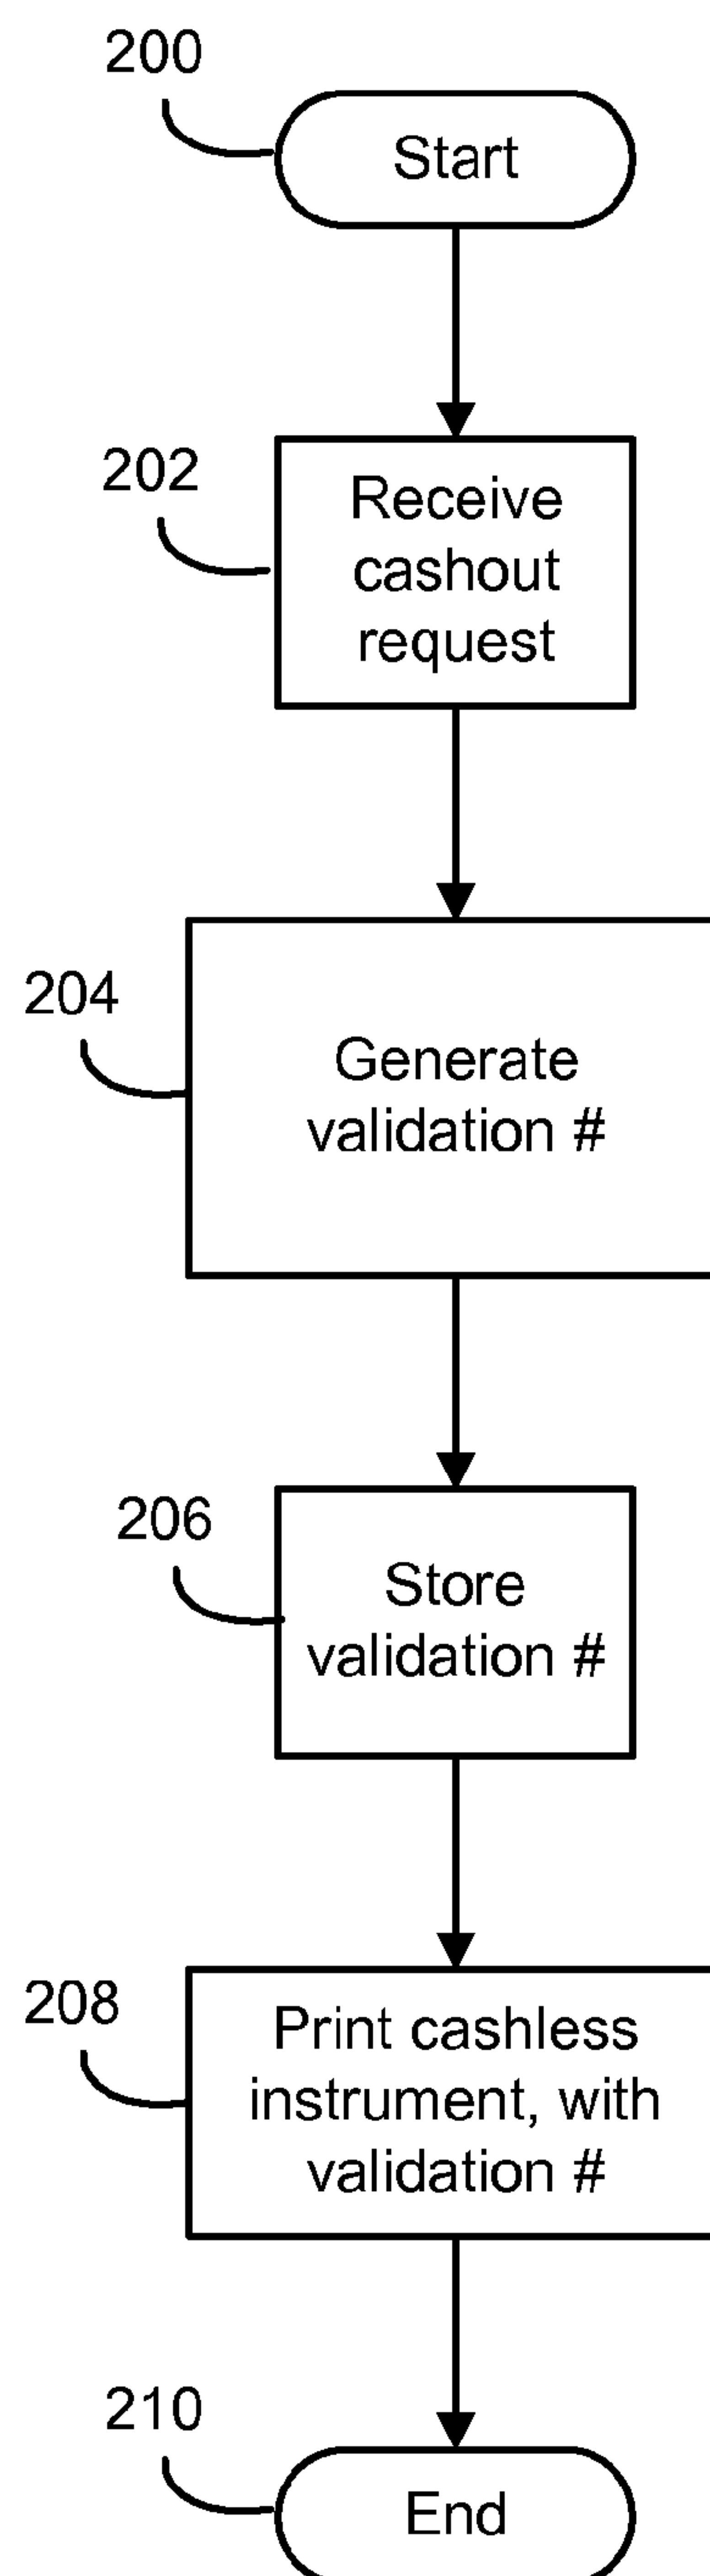 200
Start
202
Receive
cashout
request
204
Generate
validation #
206
Store
validation #
208
Print cashless
instrument, with
validation #
210
End